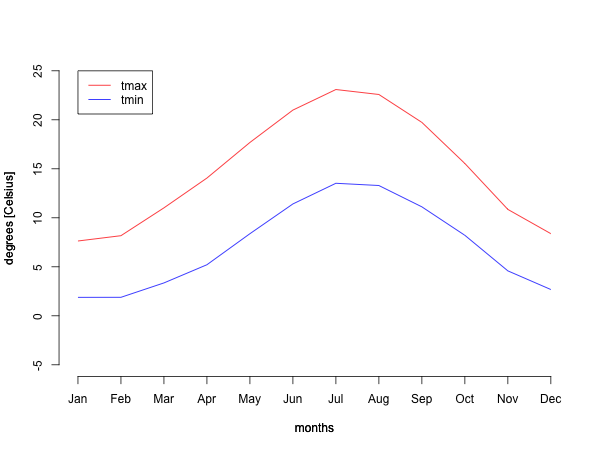 tmax
tmin
degrees [Celsius]
25
20
15
10
5
0
-5
Jan Feb Mar Apr May Jun Jul Aug Sep Oct Nov Dec
months